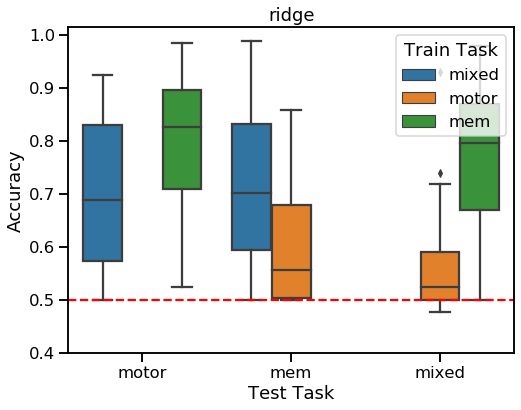 ridge
Accuracy
1.0
0.9
0.8
0.7
0.6
0.5
0.4
Train Task
mixed
motor
mem
motor mem mixed
Test Task